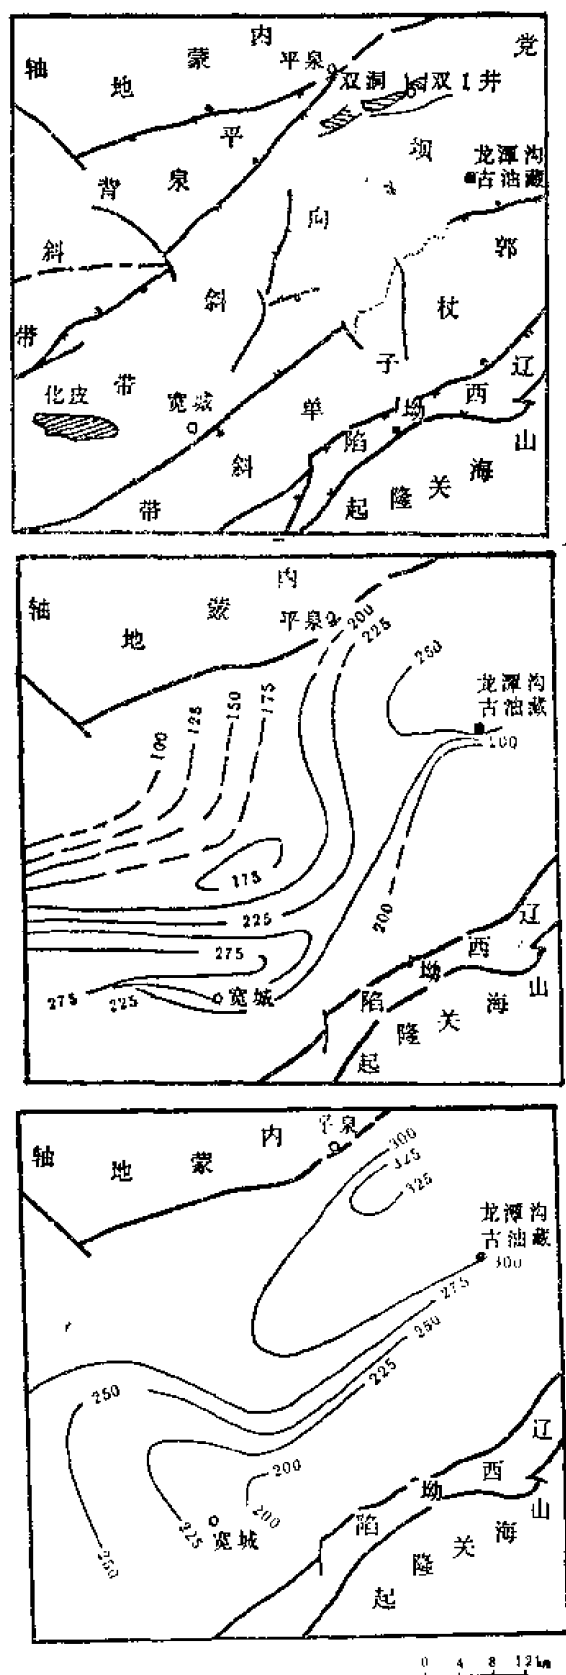 内蒙地轴
平泉
双洞
双1井
党坝向斜带
平泉背斜带
龙潭沟
古油藏
郭杖子单斜带
化皮
宽城
辽西坳陷
山海关隆起
内蒙地轴
平泉
200
225
250
龙潭沟
古油藏
100
125
150
175
100
175
225
275
275
225
宽城
200
辽西坳陷
山海关隆起
内蒙地轴
平泉
300
325
325
龙潭沟
古油藏
300
275
250
225
250
200
200
225
宽城
250
辽西坳陷
山海关隆起
0 4 8 12km